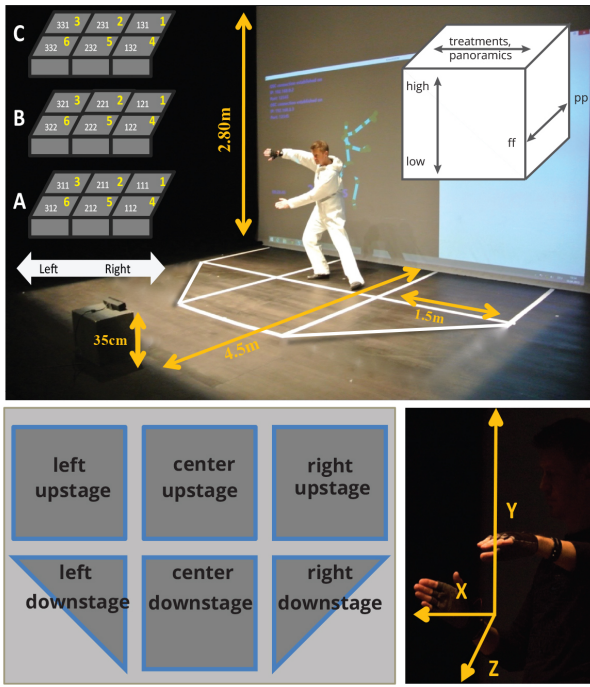 C
331 3 231 2 131 1
332 6 232 5 132 4
B
321 3 221 2 121 1
322 6 222 5 122 4
A
311 3 211 2 111 1
312 6 212 5 112 4
Left Right
2.80m
treatments,
panoramics
high
low
pp
ff
35cm
4.5m
1.5m
left
upstage
center
upstage
right
upstage
left
downstage
center
downstage
right
downstage
Y
X
Z